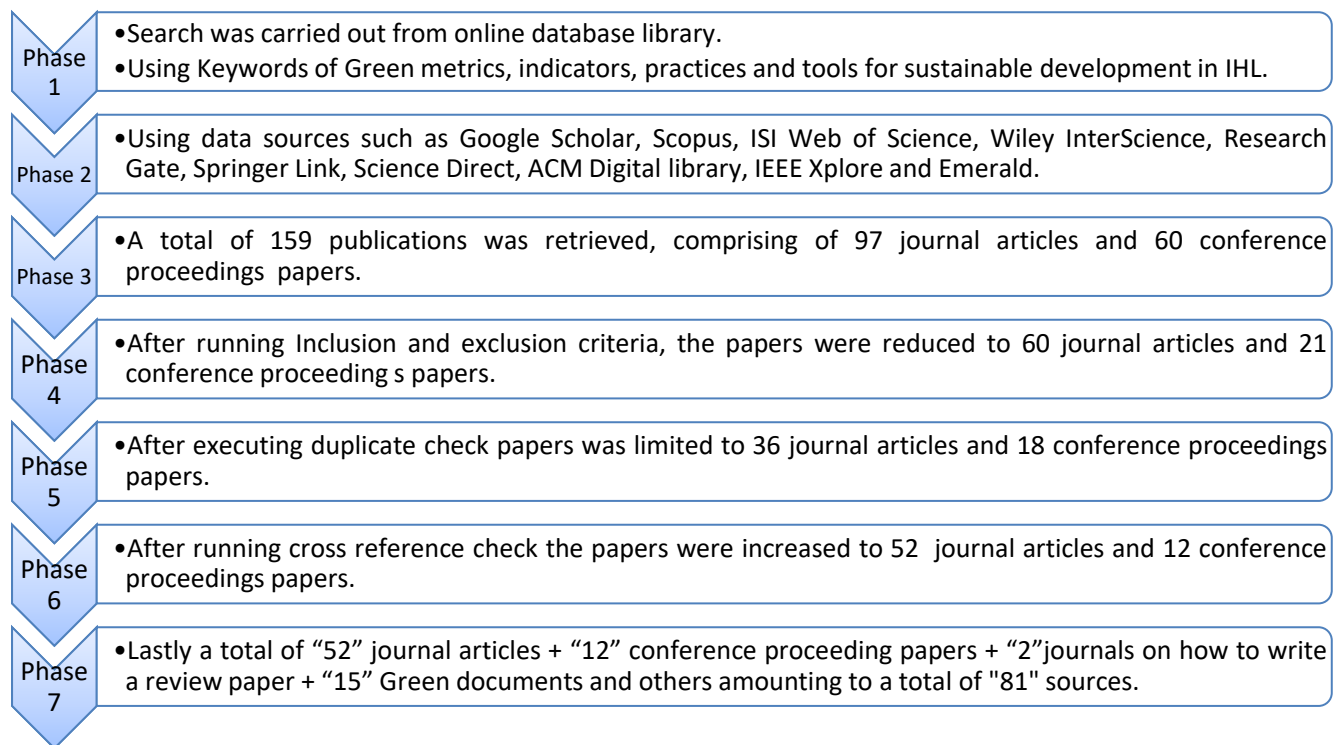 Phase
1
•Search was carried out from online database library.
•Using Keywords of Green metrics, indicators, practices and tools for sustainable development in IHL.
Phase 2
•Using data sources such as Google Scholar, Scopus, ISI Web of Science, Wiley InterScience, Research
Gate, Springer Link, Science Direct, ACM Digital library, IEEE Xplore and Emerald.
Phase 3
•A total of 159 publications was retrieved, comprising of 97 journal articles and 60 conference
proceedings papers.
Phase
4
•After running Inclusion and exclusion criteria, the papers were reduced to 60 journal articles and 21
conference proceeding s papers.
Phase
5
•After executing duplicate check papers was limited to 36 journal articles and 18 conference proceedings
papers.
Phase
6
•After running cross reference check the papers were increased to 52 journal articles and 12 conference
proceedings papers.
Phase
7
•Lastly a total of “52” journal articles + “12” conference proceeding papers + “2”journals on how to write
a review paper + “15” Green documents and others amounting to a total of "81" sources.